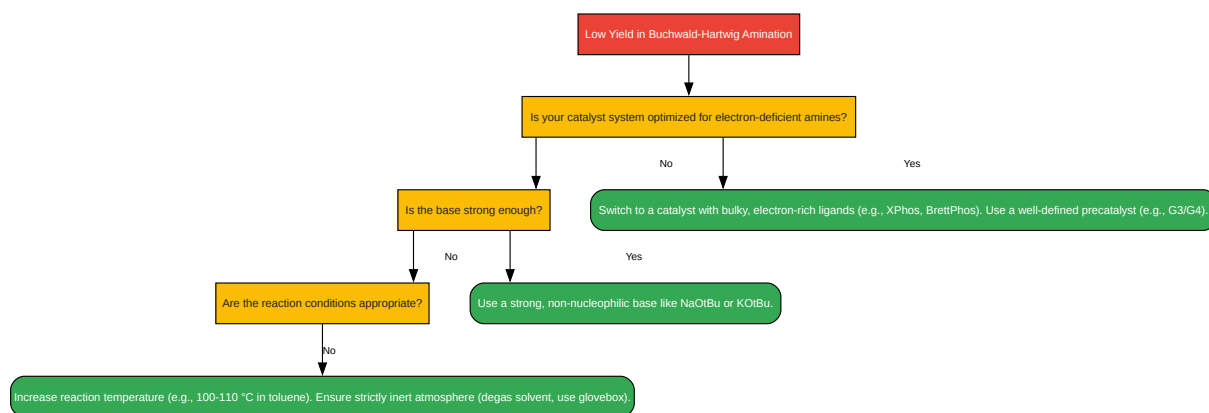 Low Yield in Buchwald-Hartwig Amination
Is your catalyst system optimized for electron-deficient amines?
No
Yes
Is the base strong enough?
Switch to a catalyst with bulky, electron-rich ligands (e.g., XPhos, BrettPhos). Use a well-defined precatalyst (e.g., G3/G4).
No
Yes
Are the reaction conditions appropriate?
Use a strong, non-nucleophilic base like NaOtBu or KOtBu.
No
Increase reaction temperature (e.g., 100-110 °C in toluene). Ensure strictly inert atmosphere (degas solvent, use glovebox).